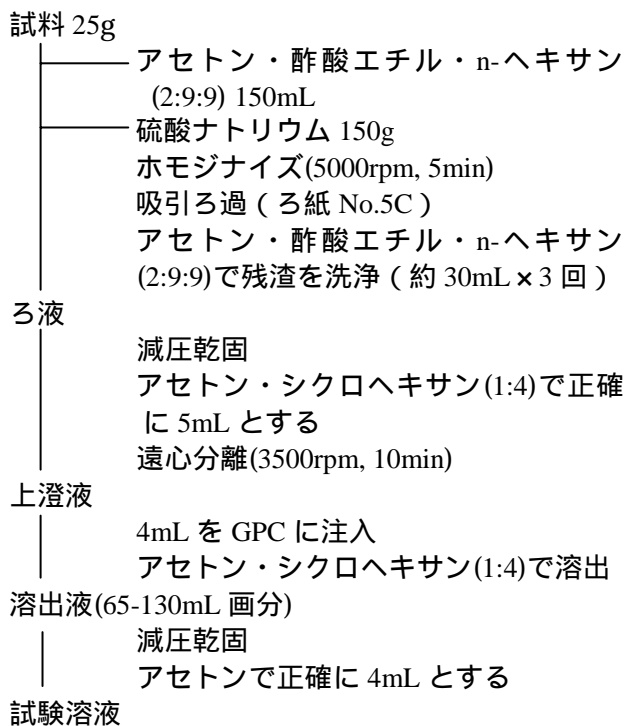 試料 25g
アセトン・酢酸エチル・n-ヘキサン
(2:9:9) 150mL
硫酸ナトリウム 150g
ホモジナイズ(5000rpm, 5min)
吸引ろ過（ろ紙 No.5C）
アセトン・酢酸エチル・n-ヘキサン
(2:9:9)で残渣を洗浄（約 30mL×3 回）
ろ液
減圧乾固
アセトン・シクロヘキサン(1:4)で正確
に 5mL とする
遠心分離(3500rpm, 10min)
上澄液
4mL を GPC に注入
アセトン・シクロヘキサン(1:4)で溶出
溶出液(65-130mL 画分)
減圧乾固
アセトンで正確に 4mL とする
試験溶液